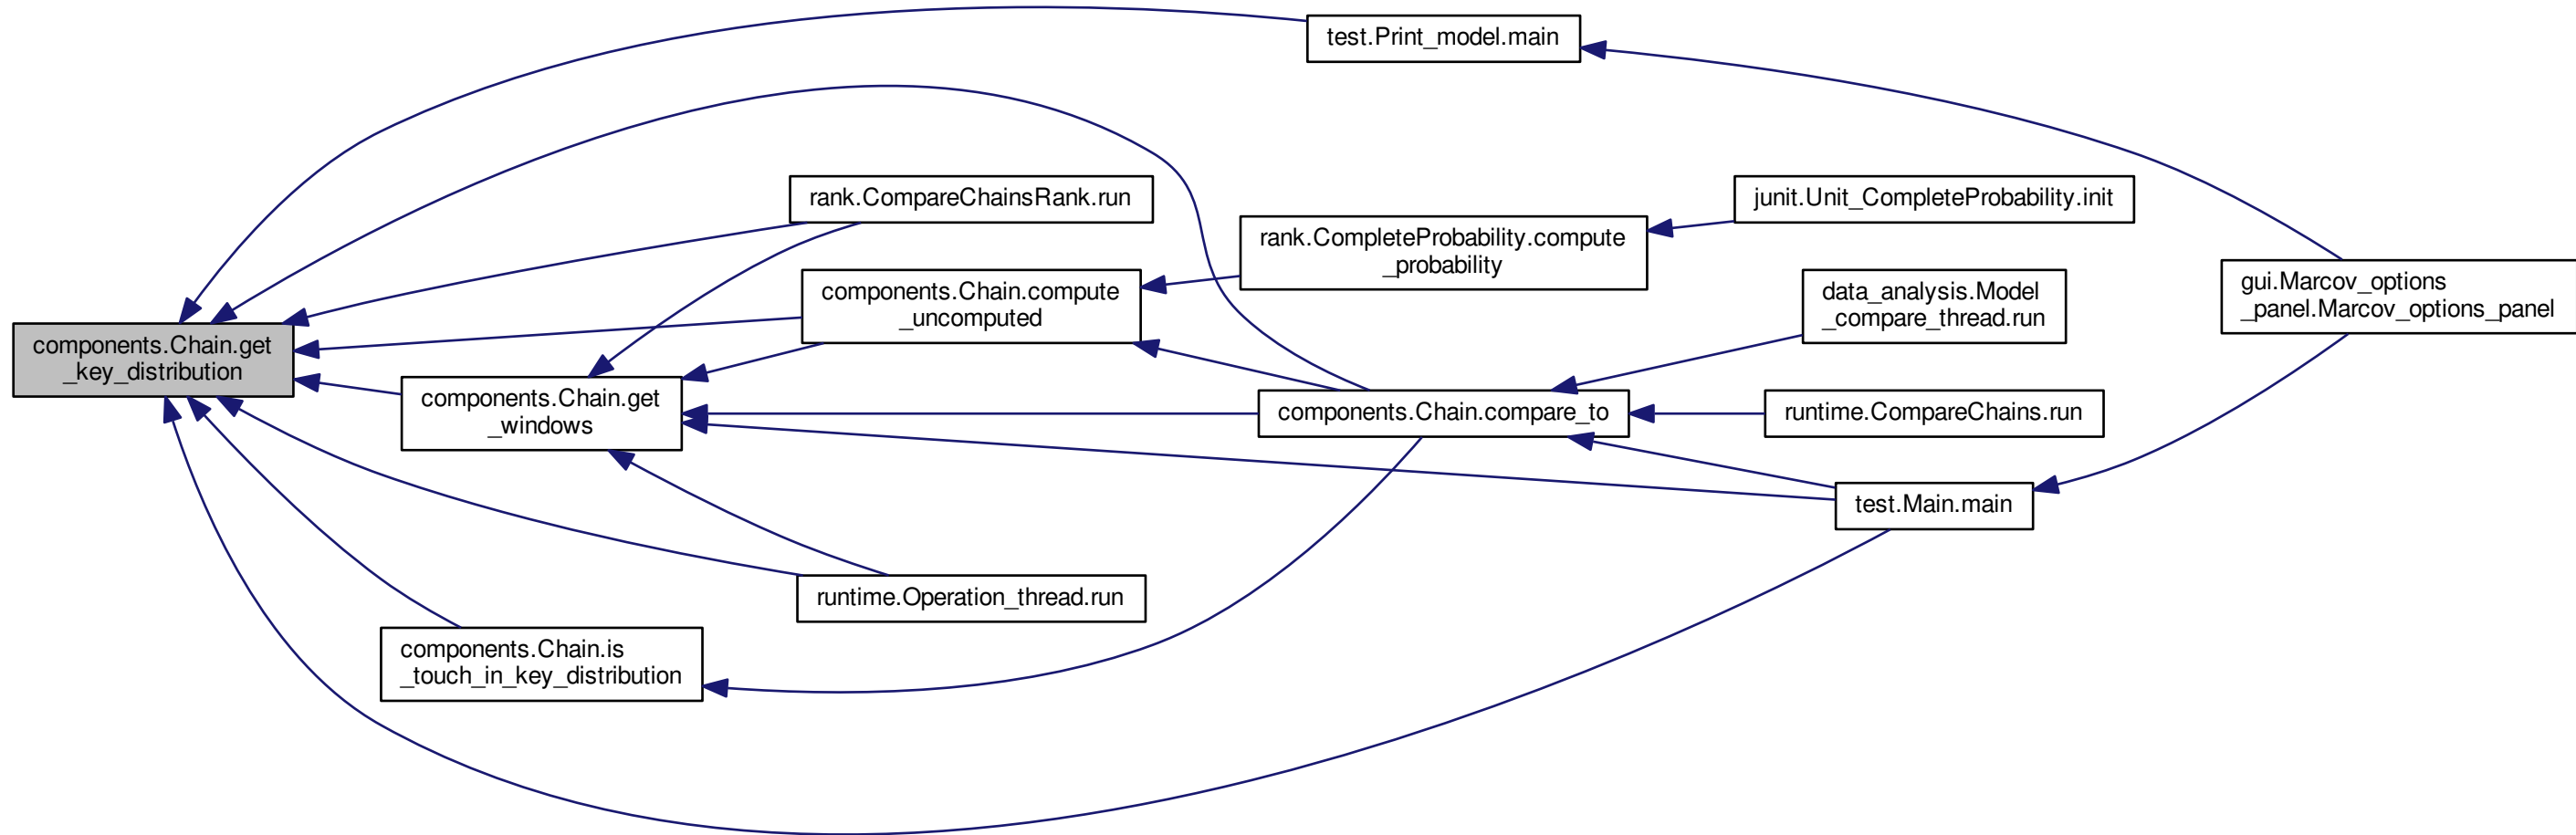 test.Print_model.main
rank.CompareChainsRank.run
junit.Unit_CompleteProbability.init
rank.CompleteProbability.compute
_probability
components.Chain.compute
_uncomputed
data_analysis.Model
_compare_thread.run
gui.Marcov_options
_panel.Marcov_options_panel
components.Chain.get
_key_distribution
components.Chain.get
_windows
components.Chain.compare_to
runtime.CompareChains.run
test.Main.main
runtime.Operation_thread.run
components.Chain.is
_touch_in_key_distribution